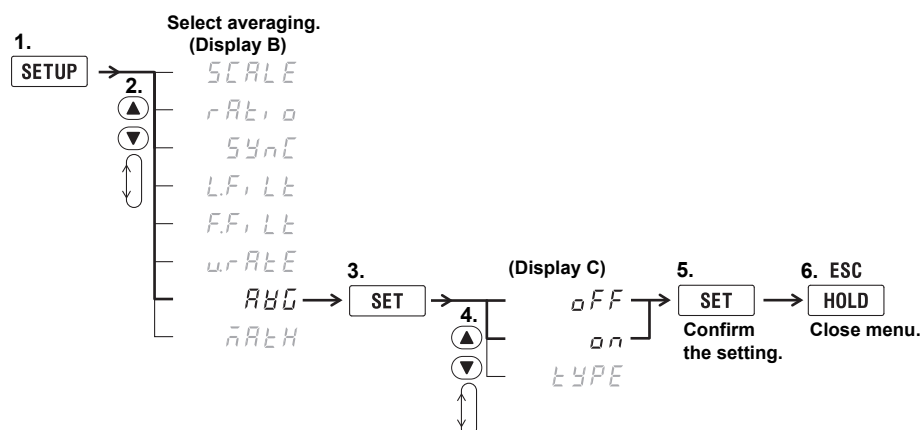 Select averaging.
(Display B)
1.
SETUP
2.
SCALE
rAtio
SYnC
L.FiLt
F.FiLt
u.rAtE
AVG
MAtH
3.
SET
(Display C)
4.
oFF
on
tYPE
5.
SET
Confirm
the setting.
6. ESC
HOLD
Close menu.